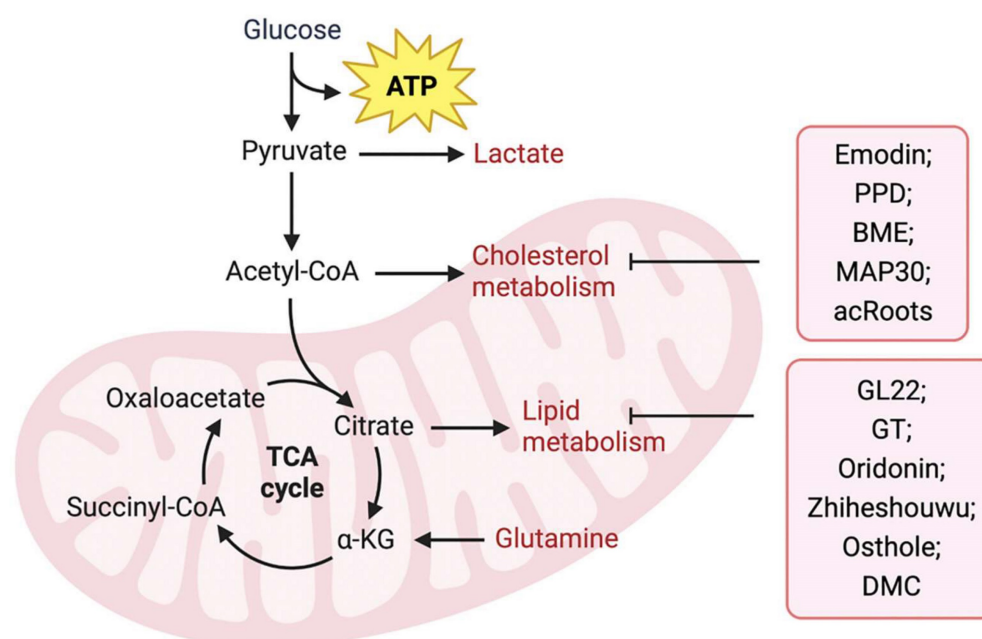 Glucose
ATP
Pyruvate
Lactate
Acetyl-CoA
Cholesterol
metabolism
Emodin;
PPD;
BME;
MAP30;
acRoots
Oxaloacetate
Citrate
Lipid
metabolism
TCA
cycle
Succinyl-CoA
α-KG
Glutamine
GL22;
GT;
Oridonin;
Zhiheshouwu;
Osthole;
DMC